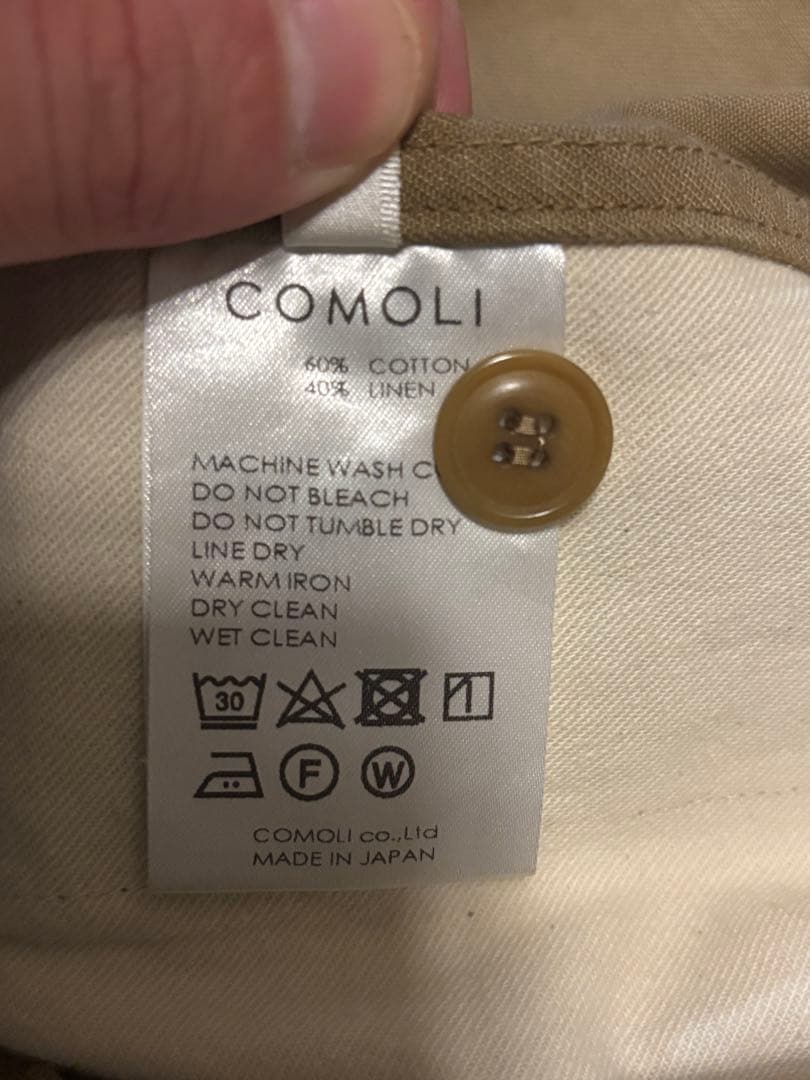 COMOLI
60% COTTON
40% LINEN
MACHINE WASH
DO NOT BLEACH
DO NOT TUMBLE DRY
LINE DRY
WARM IRON
DRY CLEAN
WET CLEAN
30
F W
COMOLI co.,Ltd
MADE IN JAPAN